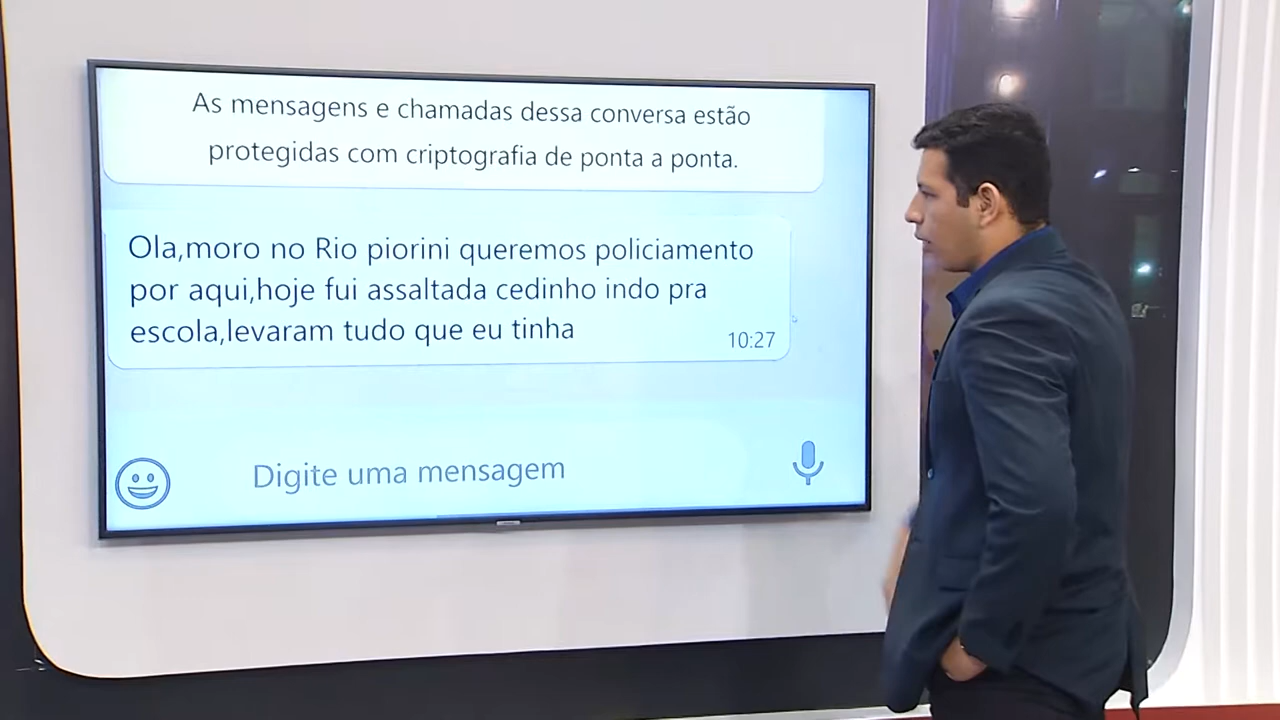 As mensagens e chamadas dessa conversa estão
protegidas com criptografia de ponta a ponta.
Ola,moro no Rio piorini queremos policiamento
por aqui,hoje fui assaltada cedinho indo pra
escola,levaram tudo que eu tinha
10:27
Digite uma mensagem